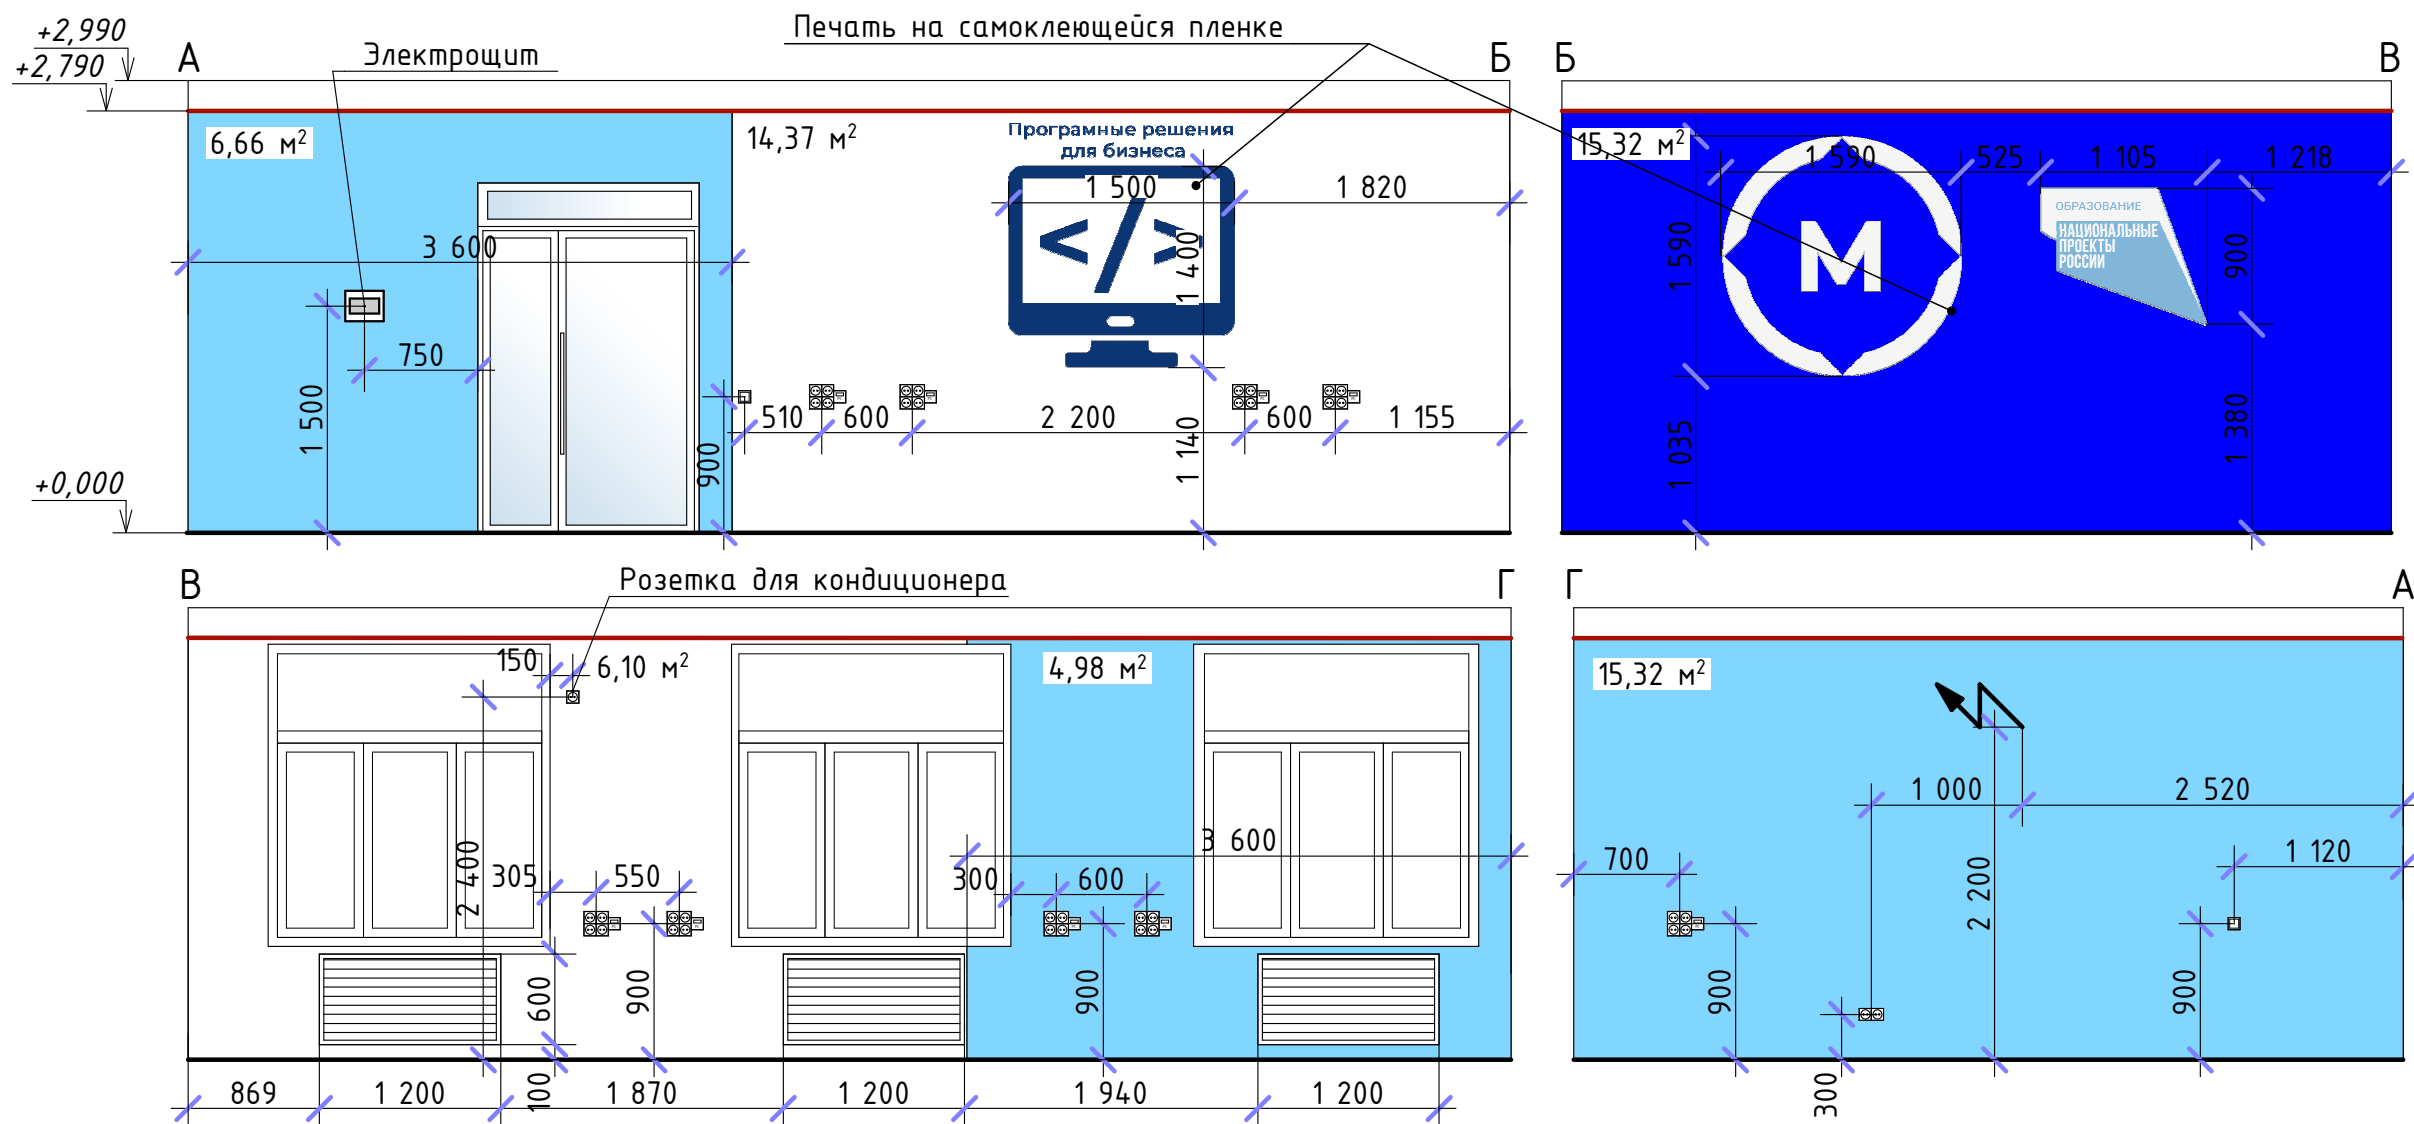 Печать на самоклеющейся пленке
+2,990
+2,790
Электрощит
А
Б
6,66 м²
14,37 м²
Програмные решения
для бизнеса
1 500
1 820
</>
3 600
1 400
750
1 500
510
600
2 200
600
1 155
900
1 140
+0,000
Б
В
15,32 м²
1 590
525
1 105
1 218
ОБРАЗОВАНИЕ
НАЦИОНАЛЬНЫЕ
ПРОЕКТЫ
РОССИИ
М
1 590
900
1 035
1 380
В
Розетка для кондиционера
Г
150
6,10 м²
4,98 м²
3 600
2 400
305
550
300
600
600
900
900
100
869
1 200
1 870
1 200
1 940
1 200
Г
А
15,32 м²
1 000
2 520
700
1 120
2 200
900
900
300